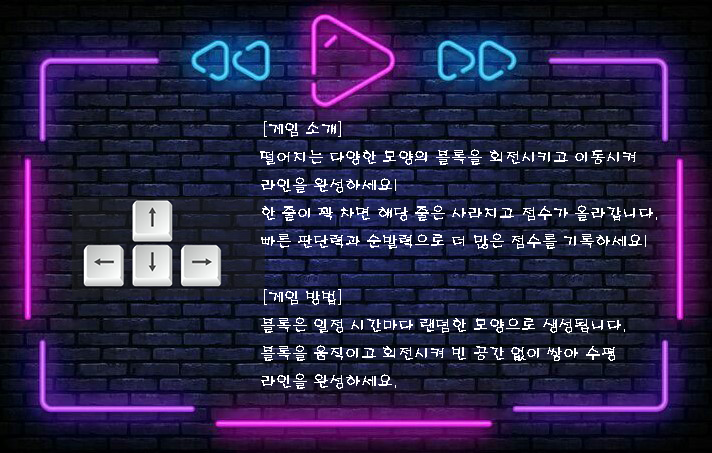 [게임 소개]
떨어지는 다양한 모양의 블록을 회전시키고 이동시켜
라인을 완성하세요!
한 줄이 꽉 차면 해당 줄은 사라지고 점수가 올라갑니다.
빠른 판단력과 순발력으로 더 많은 점수를 기록하세요!
↑
← ↓ →
[게임 방법]
블록은 일정 시간마다 랜덤한 모양으로 생성됩니다.
블록을 움직이고 회전시켜 빈 공간 없이 쌓아 수평
라인을 완성하세요.